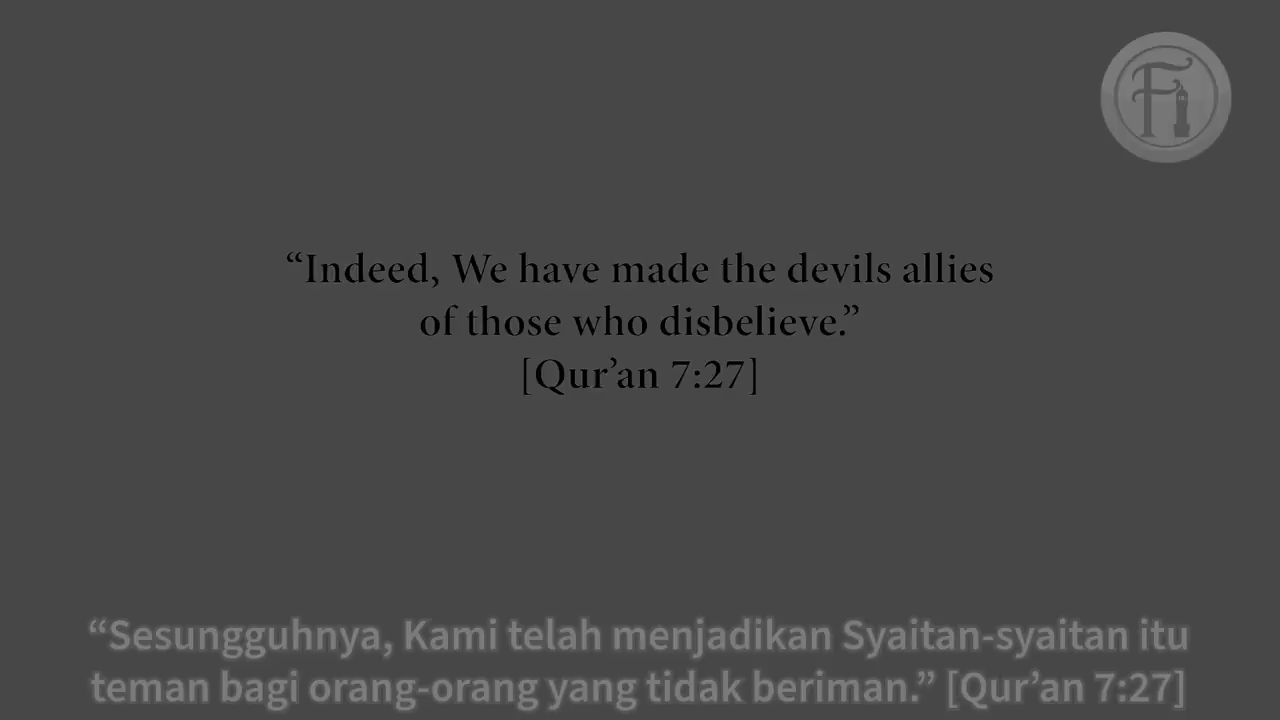 “Indeed, We have made the devils allies
of those who disbelieve.”
[Qur’an 7:27]
“Sesungguhnya, Kami telah menjadikan Syaitan-syaitan itu
teman bagi orang-orang yang tidak beriman.” [Qur’an 7:27]